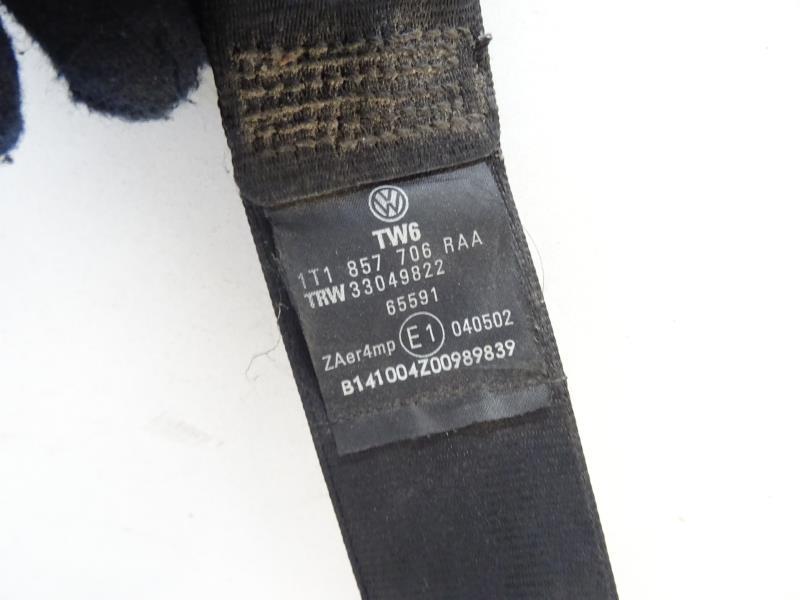 TW6
1T1 857 706 RAA
TRW 33049822
65591
ZAer4mp E1 040502
B141004Z00989839